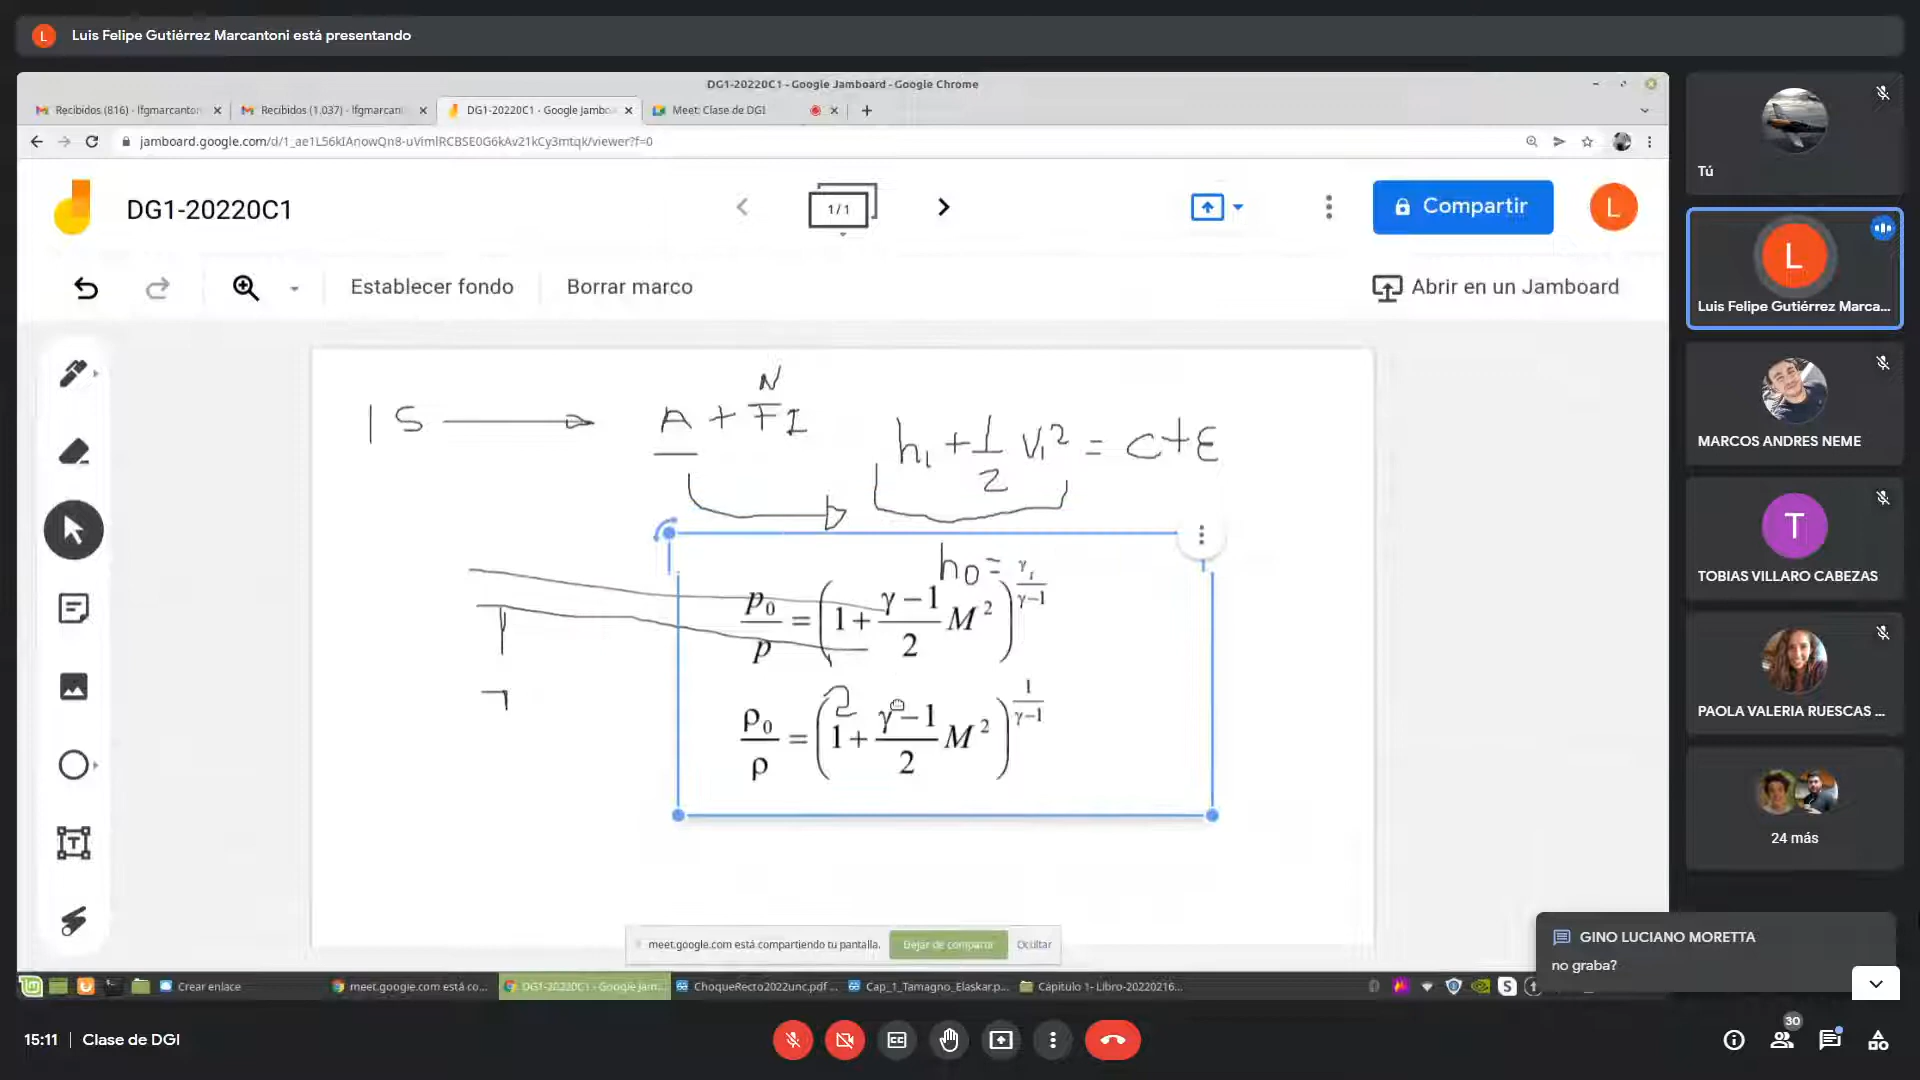 L Luis Felipe Gutiérrez Marcantoni está presentando
DG1-20220C1 - Google Jamboard - Google Chrome
Recibidos (816) - lfgmarcanton
Recibidos (1.037) - lfgmarcant
DG1-20220C1 - Google Jambo
Meet: Clase de DGI
jamboard.google.com/d/1_ae1L56kIAnowQn8-uVimlRCBSE0G6kAv21kCy3mtqk/viewer?f=0
DG1-20220C1
1/1
Compartir
L
Establecer fondo
Borrar marco
Abrir en un Jamboard
1 S → A + FI
N
h₁ + 1/2 V₁² = CtE
h₀ =
p₀/p = (1 + (γ−1)/2 M²)^(γ/(γ−1))
2
ρ₀/ρ = (1 + (γ−1)/2 M²)^(1/(γ−1))
meet.google.com está compartiendo tu pantalla.
Dejar de compartir
Ocultar
Crear enlace
meet.google.com está co...
DG1-20220C1 - Google Jam...
ChoqueRecto2022unc.pdf...
Cap_1_Tamagno_Elaskar.p...
Capitulo 1- Libro-20220216...
Tú
L
Luis Felipe Gutiérrez Marca...
MARCOS ANDRES NEME
T
TOBIAS VILLARO CABEZAS
PAOLA VALERIA RUESCAS ...
24 más
GINO LUCIANO MORETTA
no graba?
15:11 | Clase de DGI
30